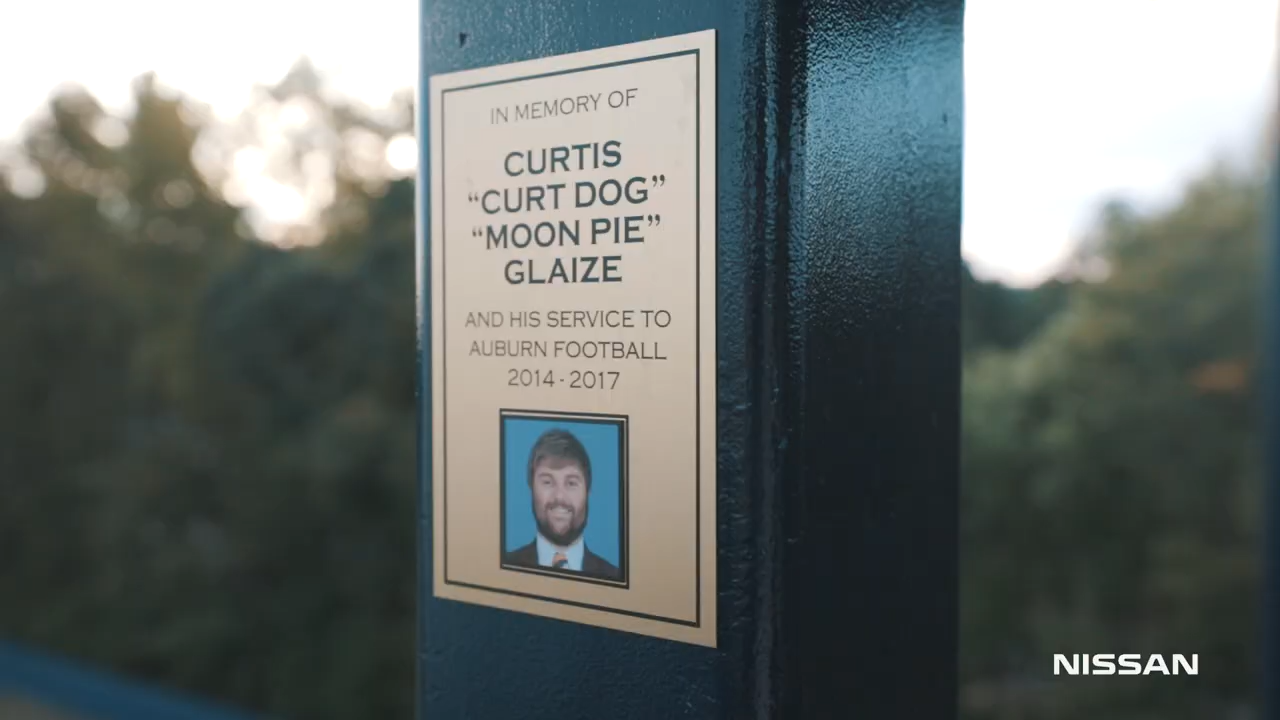 IN MEMORY OF
CURTIS
“CURT DOG”
“MOON PIE”
GLAIZE
AND HIS SERVICE TO
AUBURN FOOTBALL
2014 - 2017
NISSAN